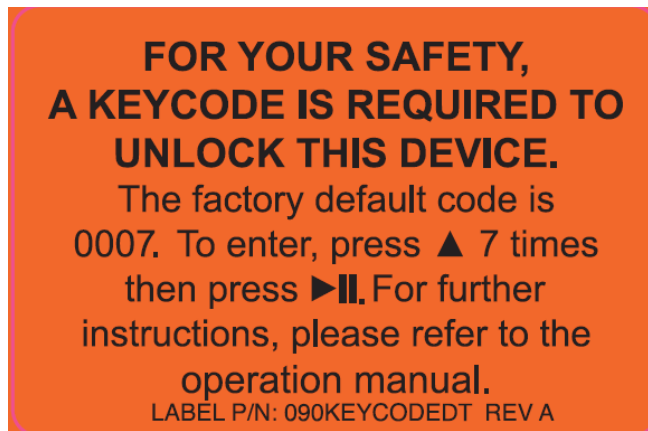 FOR YOUR SAFETY,
A KEYCODE IS REQUIRED TO
UNLOCK THIS DEVICE.
The factory default code is
0007. To enter, press ▲ 7 times
then press ►II. For further
instructions, please refer to the
operation manual.
LABEL P/N: 090KEYCODEDT REV A